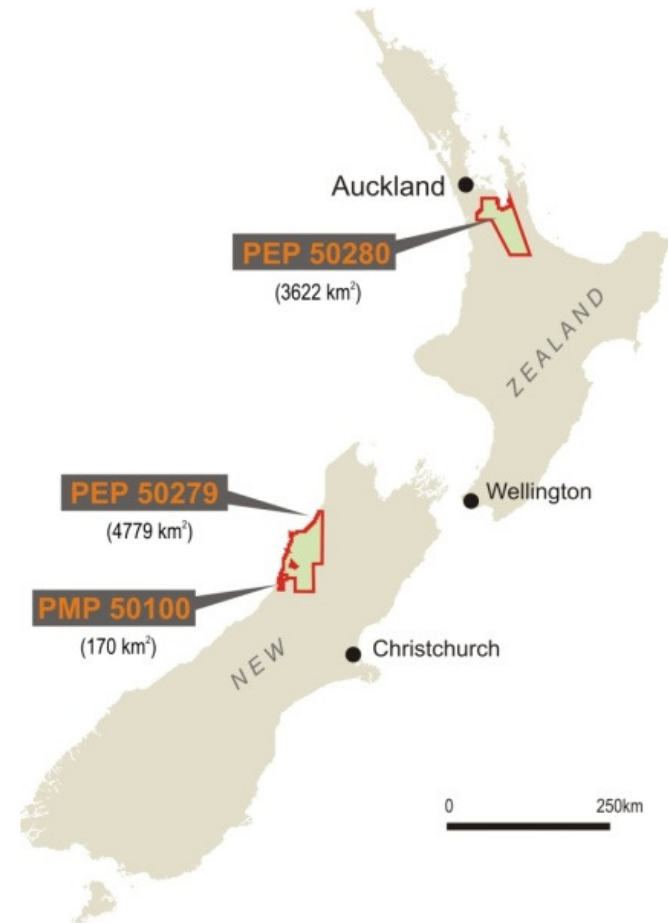 Auckland
PEP 50280
(3622 km²)
ZEALAND
PEP 50279
(4779 km²)
Wellington
PMP 50100
(170 km²)
NEW
Christchurch
0 250km